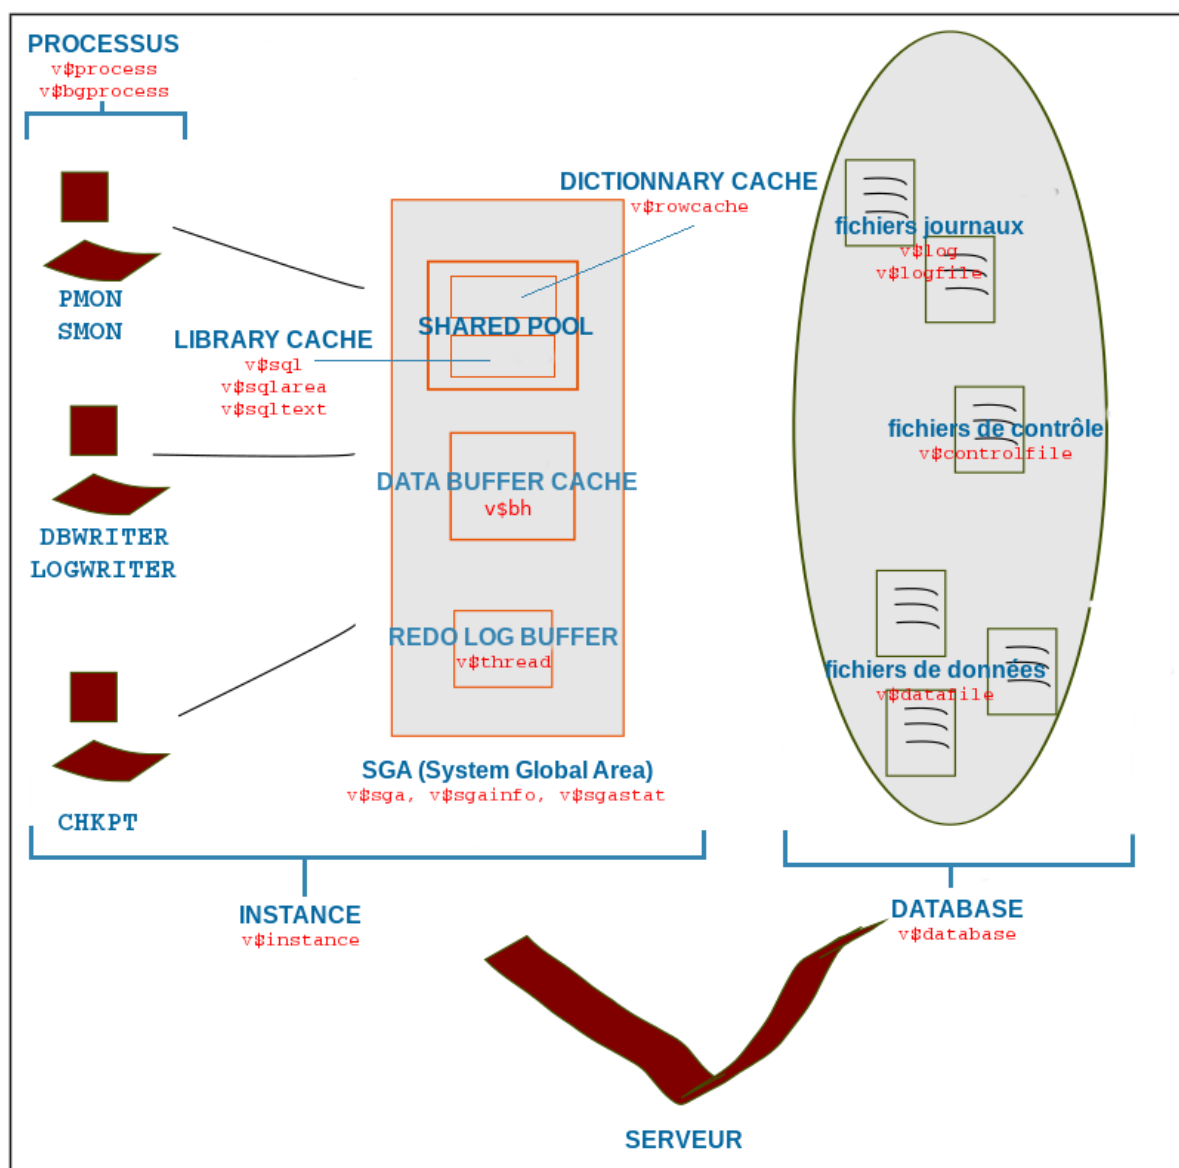 PROCESSUS
v$process
v$bgprocess
PMON
SMON
DICTIONNARY CACHE
v$rowcache
SHARED POOL
LIBRARY CACHE
v$sql
v$sqlarea
v$sqltext
DBWRITER
LOGWRITER
DATA BUFFER CACHE
v$bh
REDO LOG BUFFER
v$thread
CHKPT
SGA (System Global Area)
v$sga, v$sgainfo, v$sgastat
fichiers journaux
v$log
v$logfile
fichiers de contrôle
v$controlfile
fichiers de données
v$datafile
INSTANCE
v$instance
DATABASE
v$database
SERVEUR